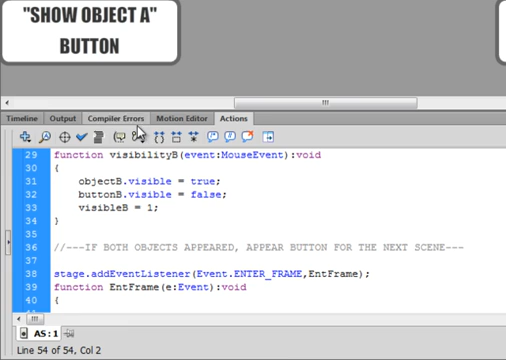 "SHOW OBJECT A"
BUTTON
Timeline Output Compiler Errors Motion Editor Actions
29 function visibilityB(event:MouseEvent):void
30 {
31 objectB.visible = true;
32 buttonB.visible = false;
33 visibleB = 1;
34 }
35
36 //---IF BOTH OBJECTS APPEARED, APPEAR BUTTON FOR THE NEXT SCENE---
37
38 stage.addEventListener(Event.ENTER_FRAME,EntFrame);
39 function EntFrame(e:Event):void
40 {
AS:1
Line 54 of 54, Col 2